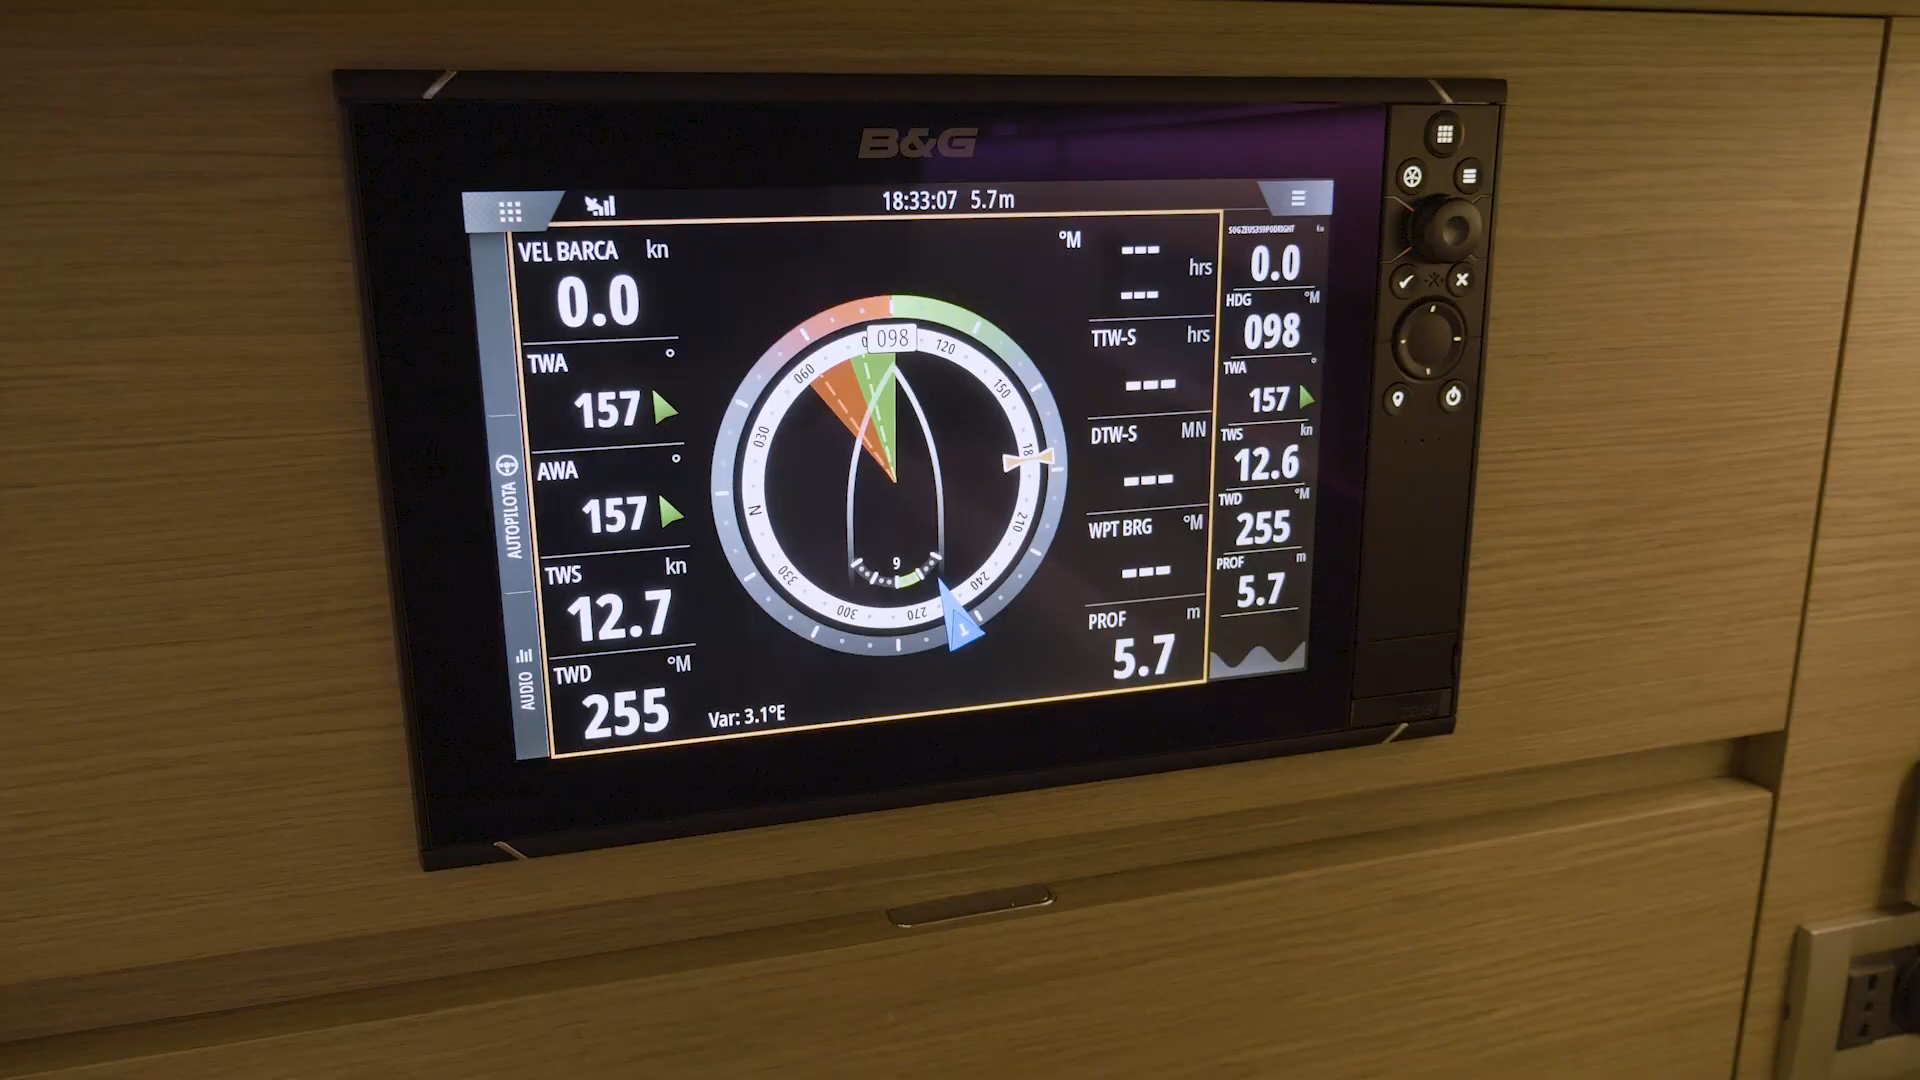 B&G
18:33:07 5.7m
VEL BARCA kn
0.0
TWA °
157
AWA °
157
TWS kn
12.7
TWD °M
255
AUTOPILOTA
AUDIO
°M
098
120
150
18
210
240
270
300
330
N
030
060
9
T
Var: 3.1°E
---
hrs
---
TTW-S hrs
---
DTW-S MN
---
WPT BRG °M
---
PROF m
5.7
kn
0.0
HDG °M
098
TWA °
157
TWS kn
12.6
TWD °M
255
PROF m
5.7